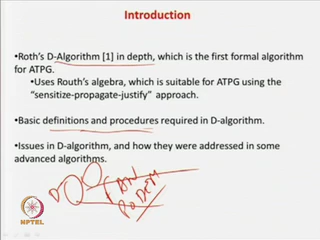 Introduction
•Roth's D-Algorithm [1] in depth, which is the first formal algorithm
for ATPG.
•Uses Routh's algebra, which is suitable for ATPG using the
"sensitize-propagate-justify" approach.
•Basic definitions and procedures required in D-algorithm.
•Issues in D-algorithm, and how they were addressed in some
advanced algorithms.
D
PODEM
NPTEL